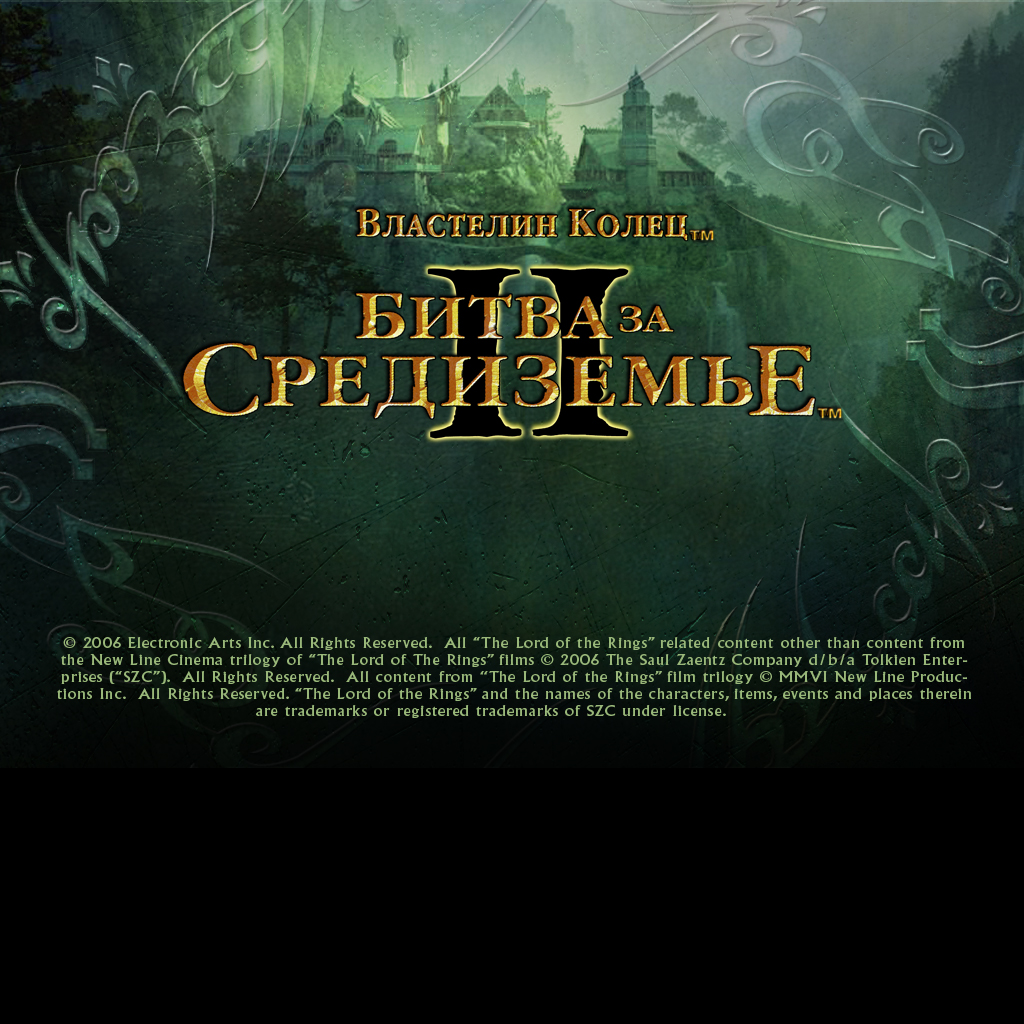 Властелин Колец™
II
Битва за
Средиземье™
© 2006 Electronic Arts Inc. All Rights Reserved.  All “The Lord of the Rings” related content other than content from
the New Line Cinema trilogy of “The Lord of The Rings” films © 2006 The Saul Zaentz Company d/b/a Tolkien Enter-
prises (“SZC”).  All Rights Reserved.  All content from “The Lord of the Rings” film trilogy © MMVI New Line Produc-
tions Inc.  All Rights Reserved. “The Lord of the Rings” and the names of the characters, items, events and places therein
are trademarks or registered trademarks of SZC under license.